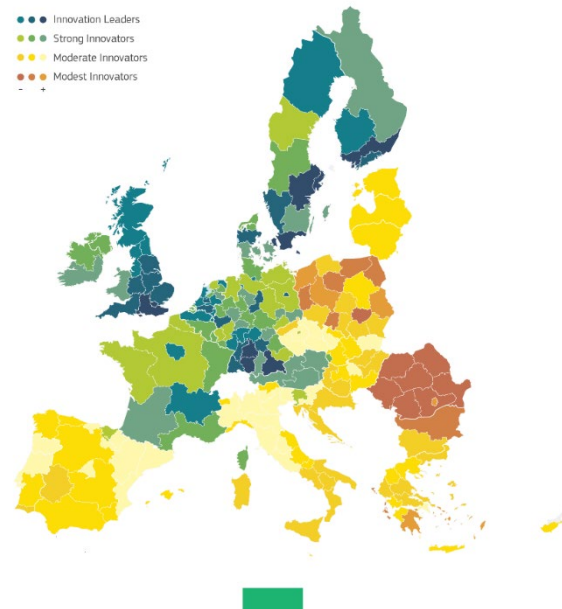 Innovation Leaders
Strong Innovators
Moderate Innovators
Modest Innovators
- +